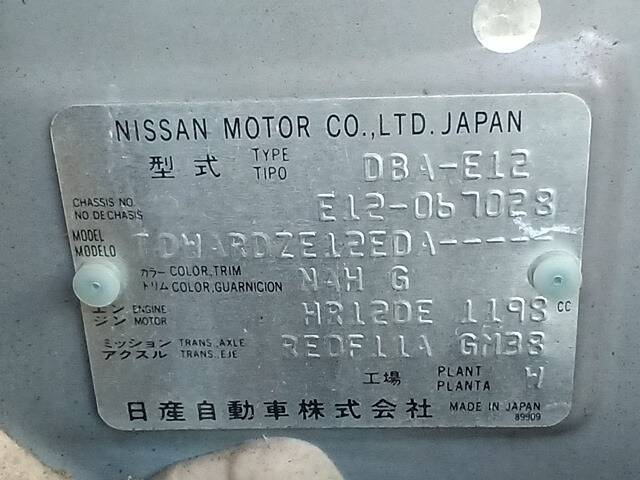 NISSAN MOTOR CO.,LTD. JAPAN
型式 TYPE TIPO DBA-E12
CHASSIS NO. NO DE CHASIS E12-067028
MODEL MODELO TDWARDZE12EDA-----
カラー COLOR,TRIM トリム COLOR,GUARNICION NAH G
エンジン ENGINE MOTOR HR12DE 1198 CC
ミッション アクスル TRANS,AXLE TRANS,EJE RE0F11A GM38
工場 PLANT PLANTA W
日産自動車株式会社 MADE IN JAPAN
89909